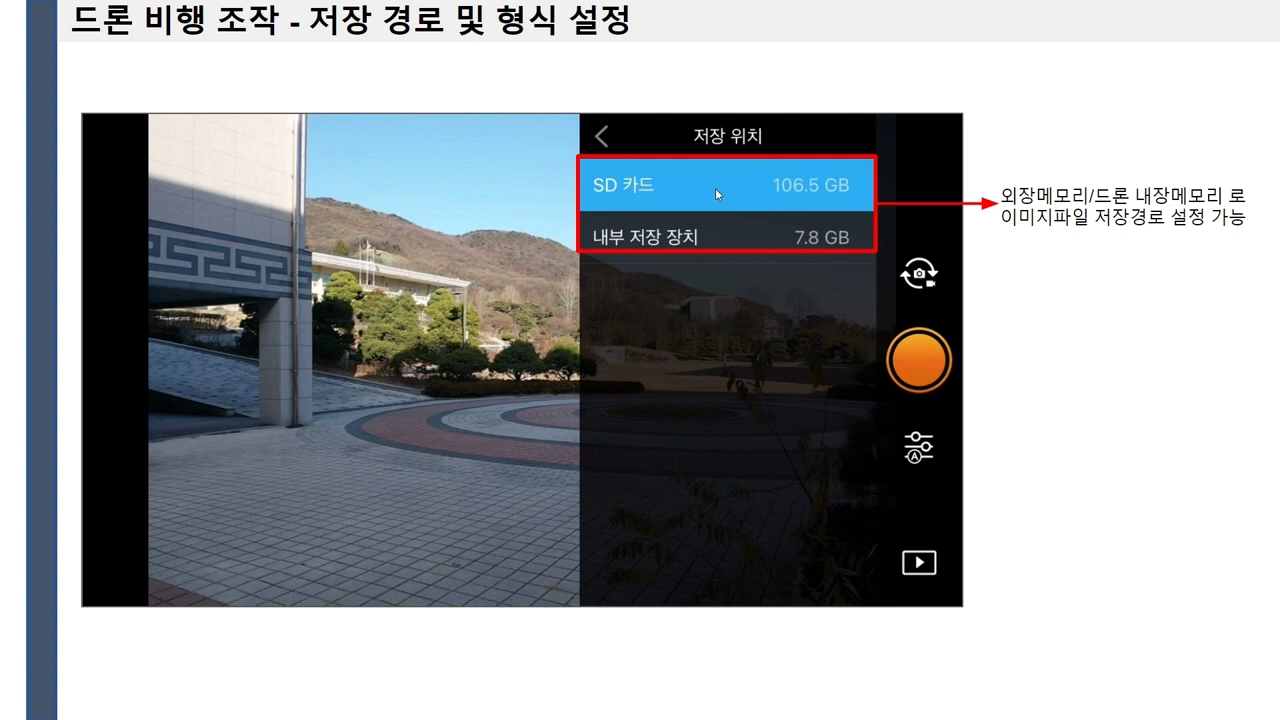 드론 비행 조작 - 저장 경로 및 형식 설정
저장 위치
SD 카드 106.5 GB
내부 저장 장치 7.8 GB
외장메모리/드론 내장메모리 로
이미지파일 저장경로 설정 가능
A